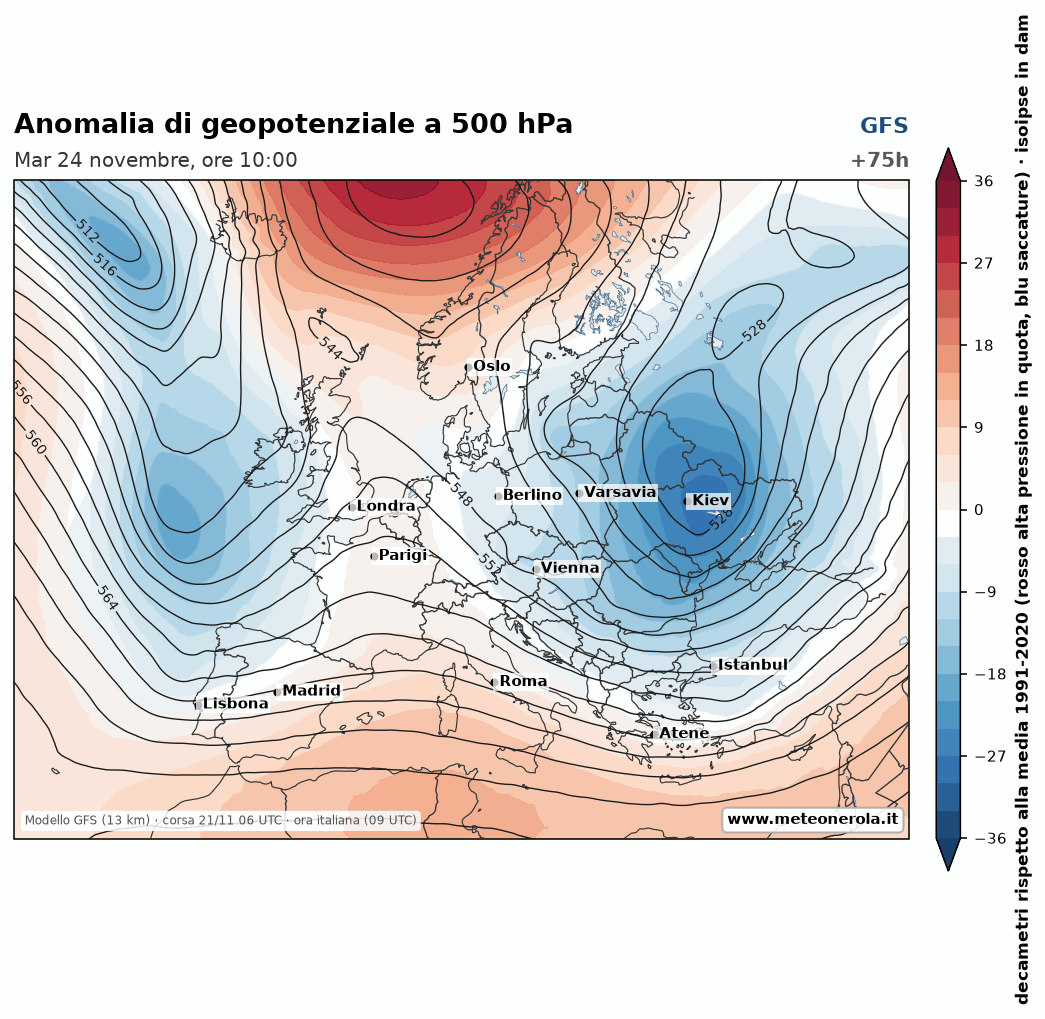 Anomalia di geopotenziale a 500 hPa
GFS
Mar 24 novembre, ore 10:00
+75h
512
516
544
528
556
560
Oslo
548
Berlino
Varsavia
Kiev
528
Londra
Parigi
Vienna
564
Istanbul
Roma
Madrid
Lisbona
Atene
Modello GFS (13 km) · corsa 21/11 06 UTC · ora italiana (09 UTC)
www.meteonerola.it
36
27
18
9
0
−9
−18
−27
−36
decametri rispetto alla media 1991-2020 (rosso alta pressione in quota, blu saccature) · isoipse in dam